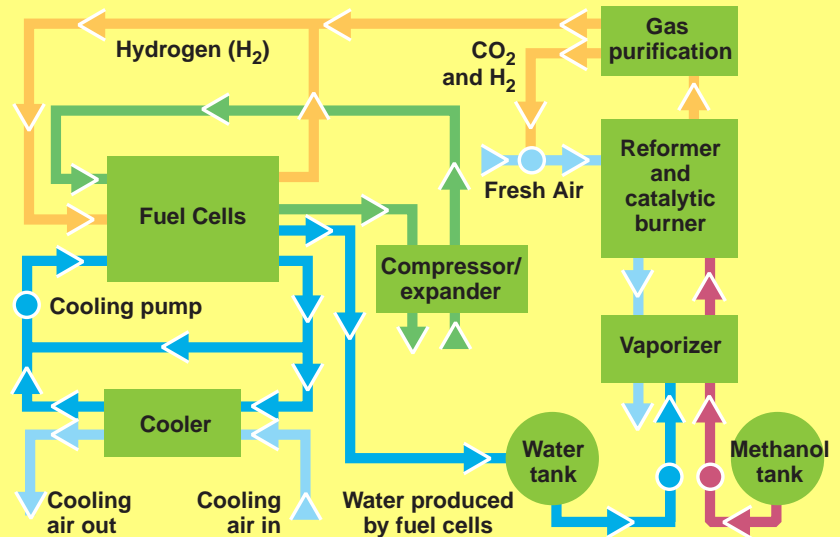 Gas
purification
Hydrogen (H2)
CO2
and H2
Reformer
and
catalytic
burner
Fresh Air
Fuel Cells
Compressor/
expander
Cooling pump
Vaporizer
Cooler
Water
tank
Methanol
tank
Cooling
air out
Cooling
air in
Water produced
by fuel cells